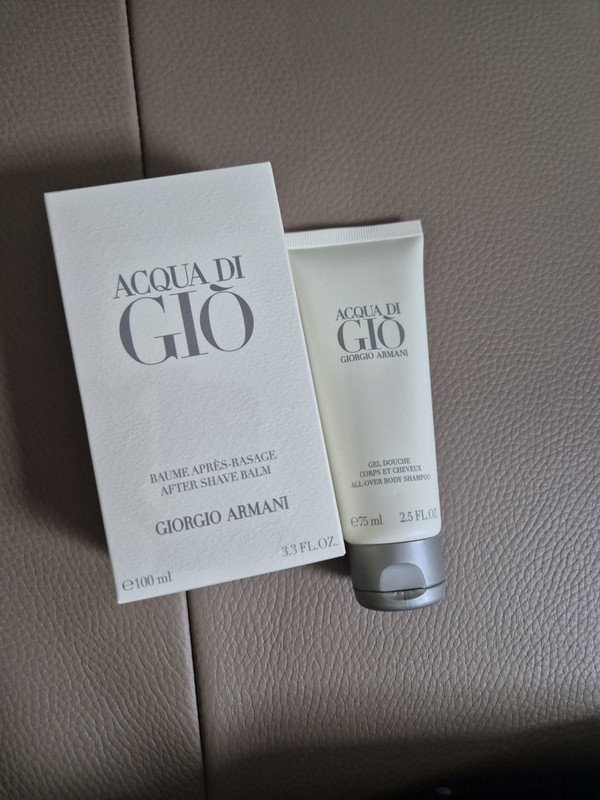 ACQUA DI
GIÒ
BAUME APRÈS-RASAGE
AFTER SHAVE BALM
GIORGIO ARMANI
3.3 FL.OZ.
℮100 ml
ACQUA DI
GIÒ
GIORGIO ARMANI
GEL DOUCHE
CORPS ET CHEVEUX
ALL-OVER BODY SHAMPOO
℮75 ml 2.5 FL.OZ.